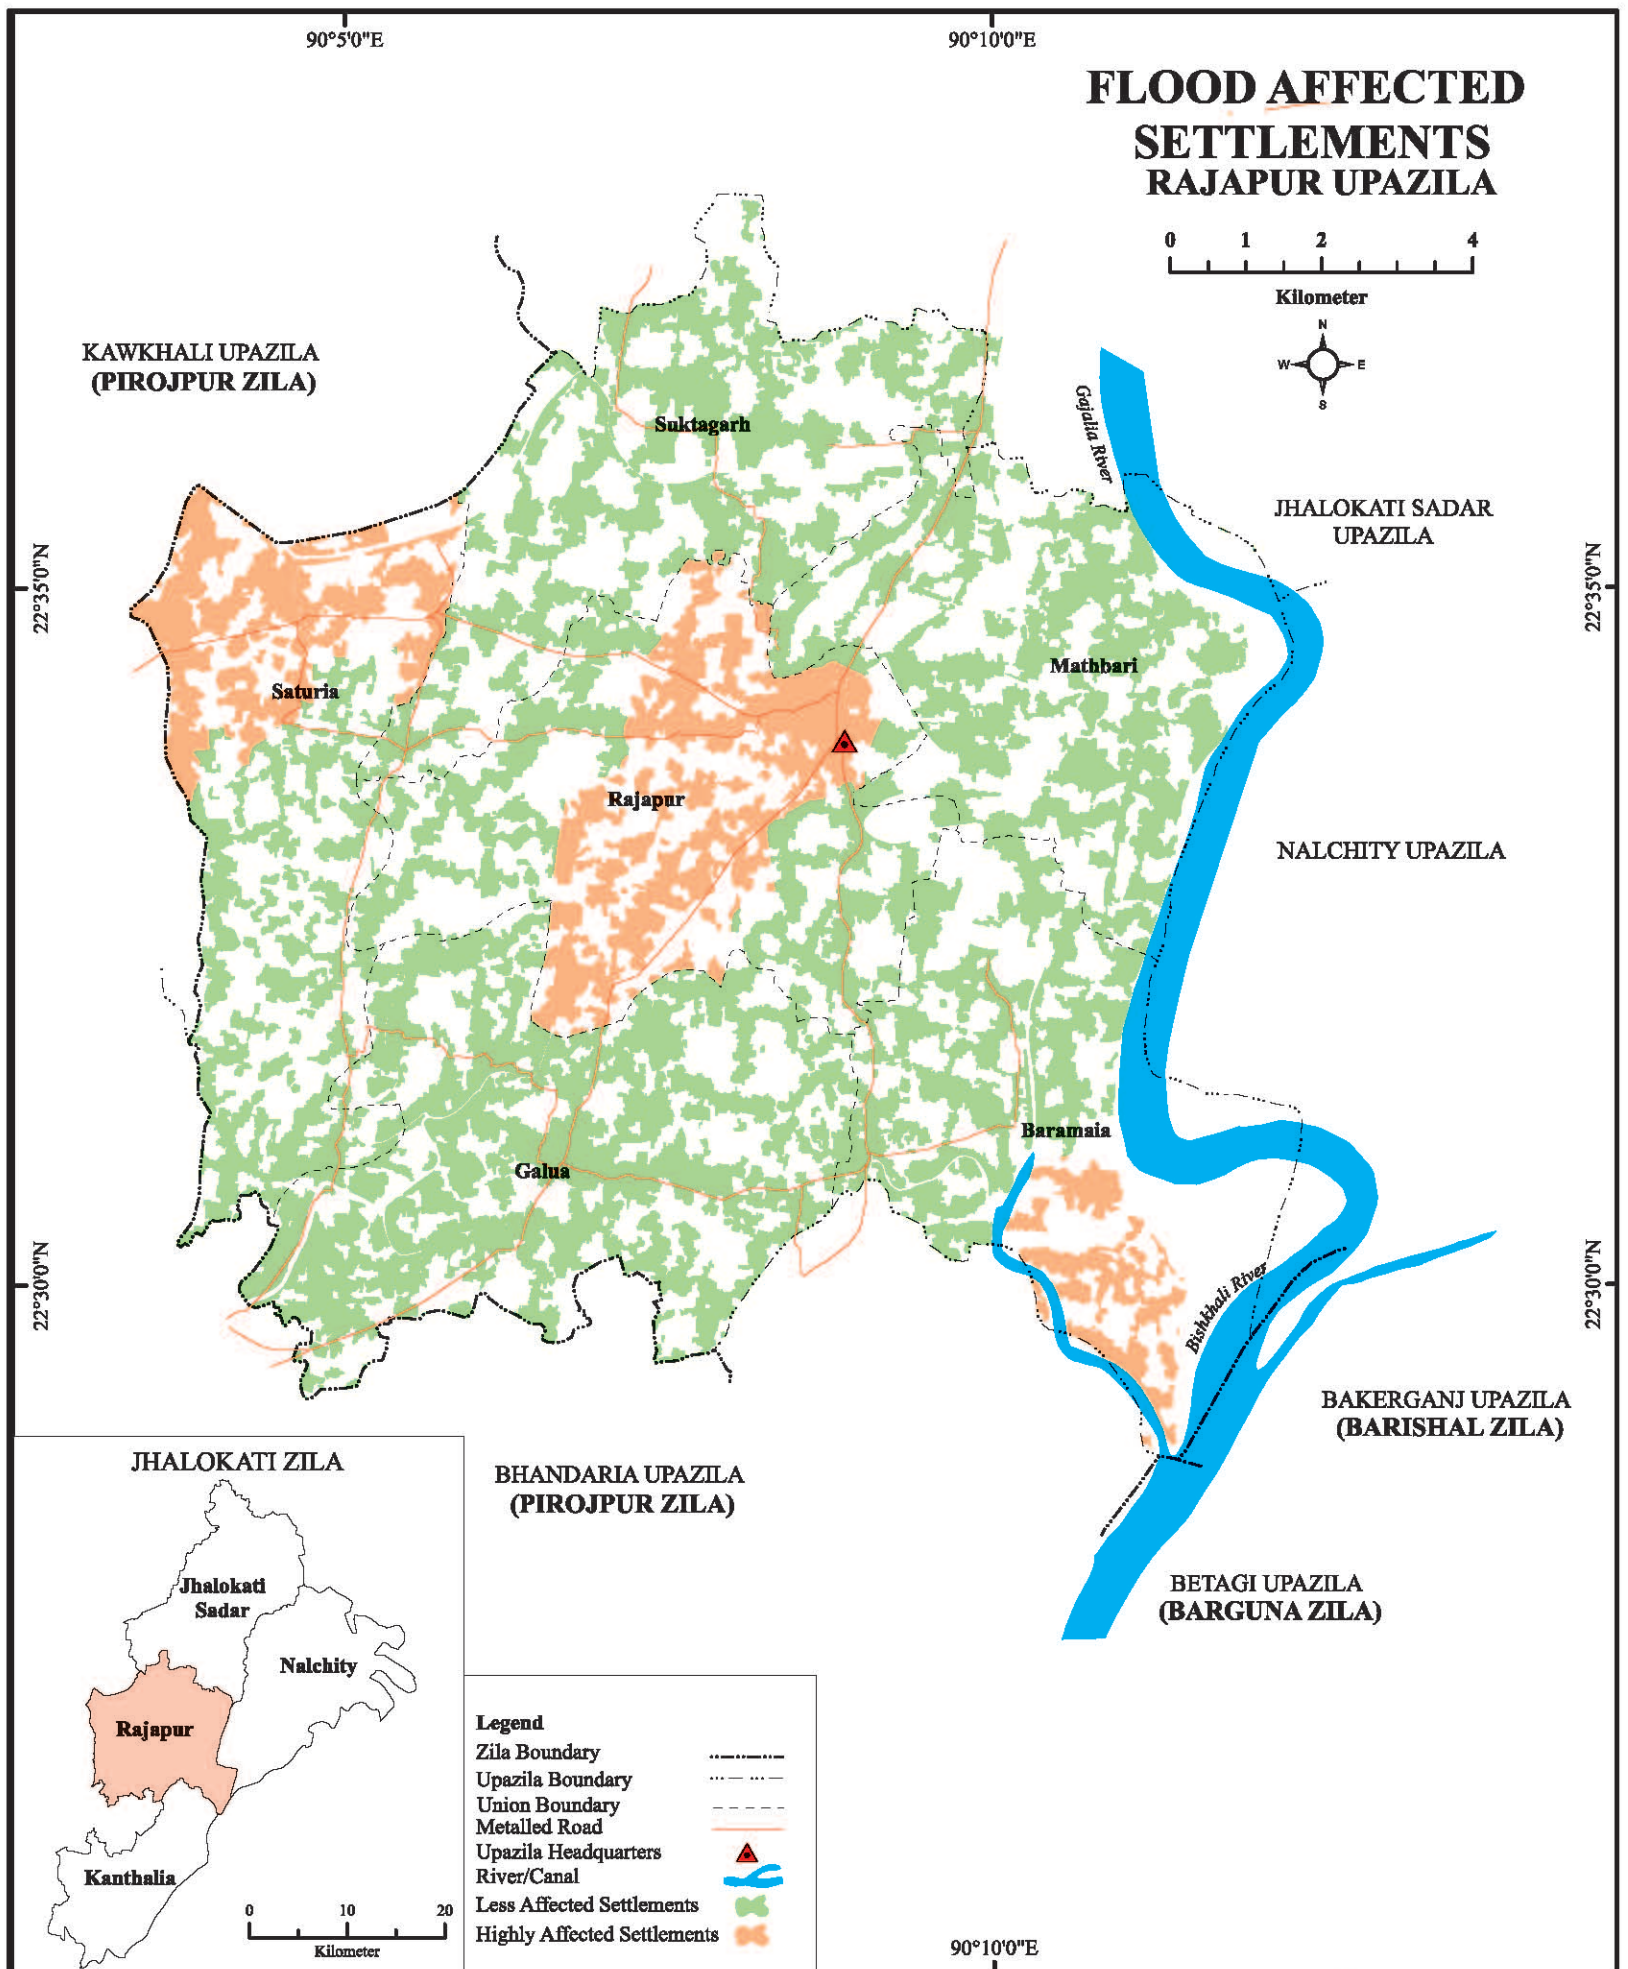 90°5'0"E
90°10'0"E
FLOOD AFFECTED
SETTLEMENTS
RAJAPUR UPAZILA
0 1 2 4
Kilometer
N
W E
S
KAWKHALI UPAZILA
(PIROJPUR ZILA)
Gajalia River
Suktagarh
JHALOKATI SADAR
UPAZILA
22°35'0"N
22°35'0"N
Mathbari
Saturia
Rajapur
NALCHITY UPAZILA
Baramaia
Galua
22°30'0"N
22°30'0"N
Bishkhali River
BAKERGANJ UPAZILA
(BARISHAL ZILA)
JHALOKATI ZILA
BHANDARIA UPAZILA
(PIROJPUR ZILA)
BETAGI UPAZILA
(BARGUNA ZILA)
Jhalokati
Sadar
Nalchity
Rajapur
Kanthalia
0 10 20
Kilometer
Legend
Zila Boundary
Upazila Boundary
Union Boundary
Metalled Road
Upazila Headquarters
River/Canal
Less Affected Settlements
Highly Affected Settlements
90°10'0"E